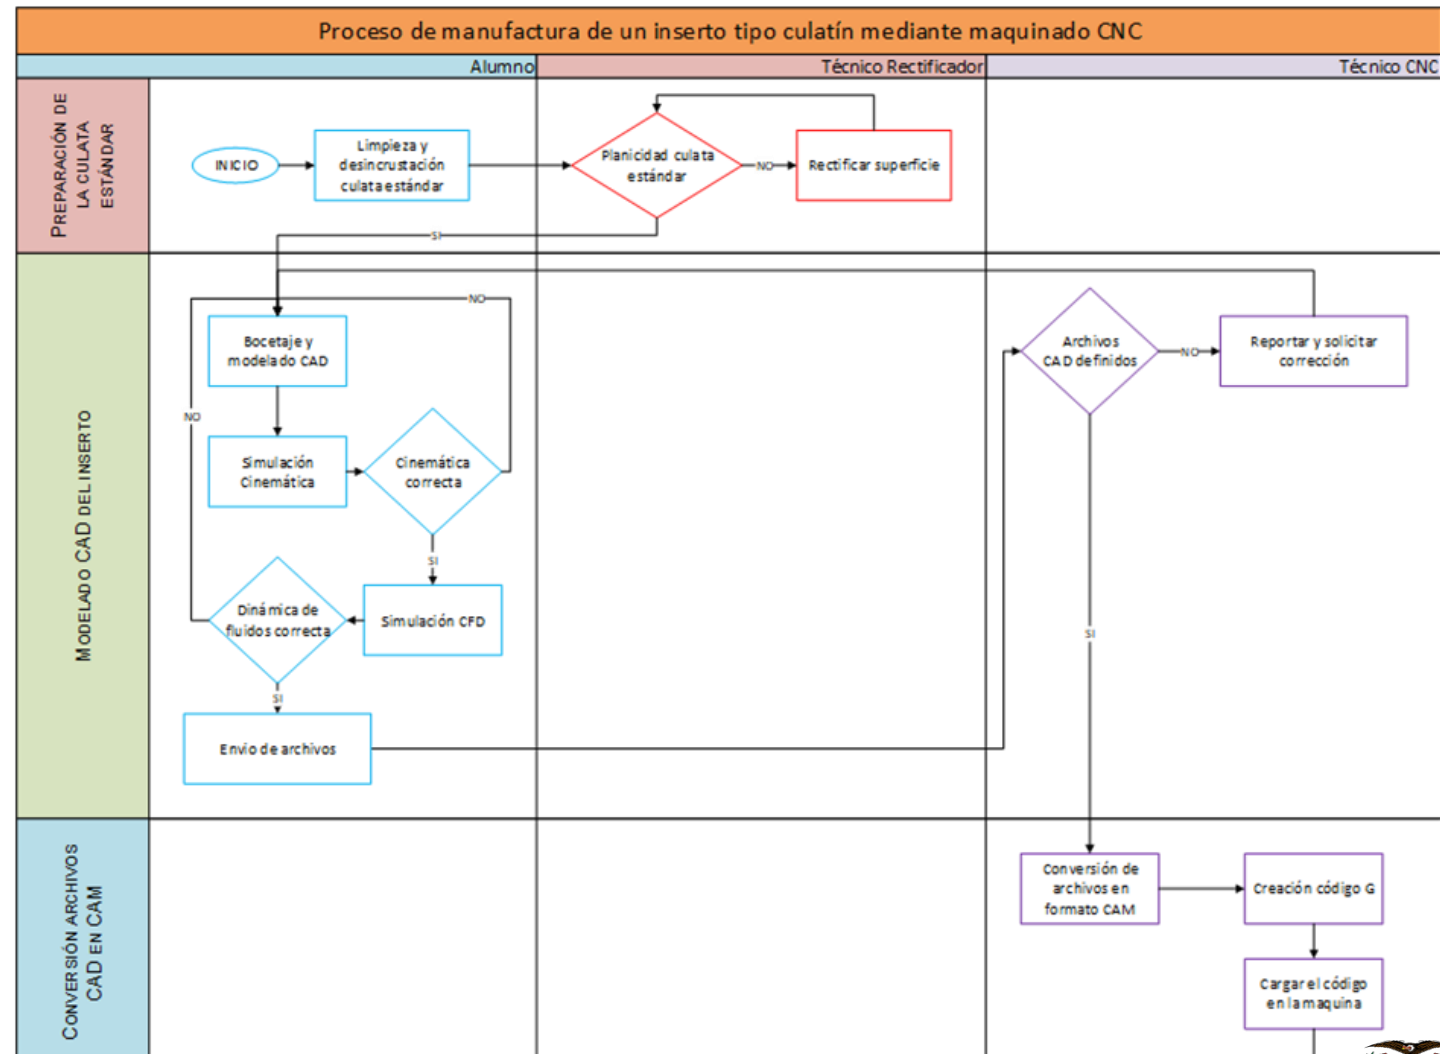 Proceso de manufactura de un inserto tipo culatín mediante maquinado CNC
Alumno
Técnico Rectificador
Técnico CNC
PREPARACIÓN DE
LA CULATA
ESTÁNDAR
INICIO
Limpieza y
desincrustación
culata estándar
Planicidad culata
estándar
NO
Rectificar superficie
SI
MODELADO CAD DEL INSERTO
NO
Bocetaje y
modelado CAD
NO
Simulación
Cinemática
Cinemática
correcta
SI
Simulación CFD
Dinámica de
fluidos correcta
SI
Envio de archivos
Archivos
CAD definidos
NO
Reportar y solicitar
corrección
SI
CONVERSIÓN ARCHIVOS
CAD EN CAM
Conversión de
archivos en
formato CAM
Creación código G
Cargar el código
en la maquina